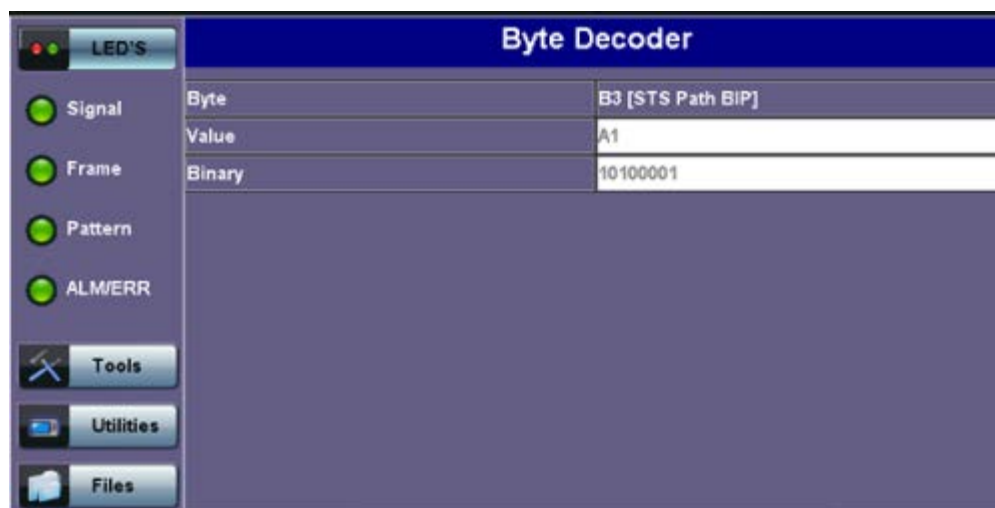 LED'S
Byte Decoder
Signal
Byte B3 [STS Path BIP]
Value A1
Frame
Binary 10100001
Pattern
ALM/ERR
Tools
Utilities
Files